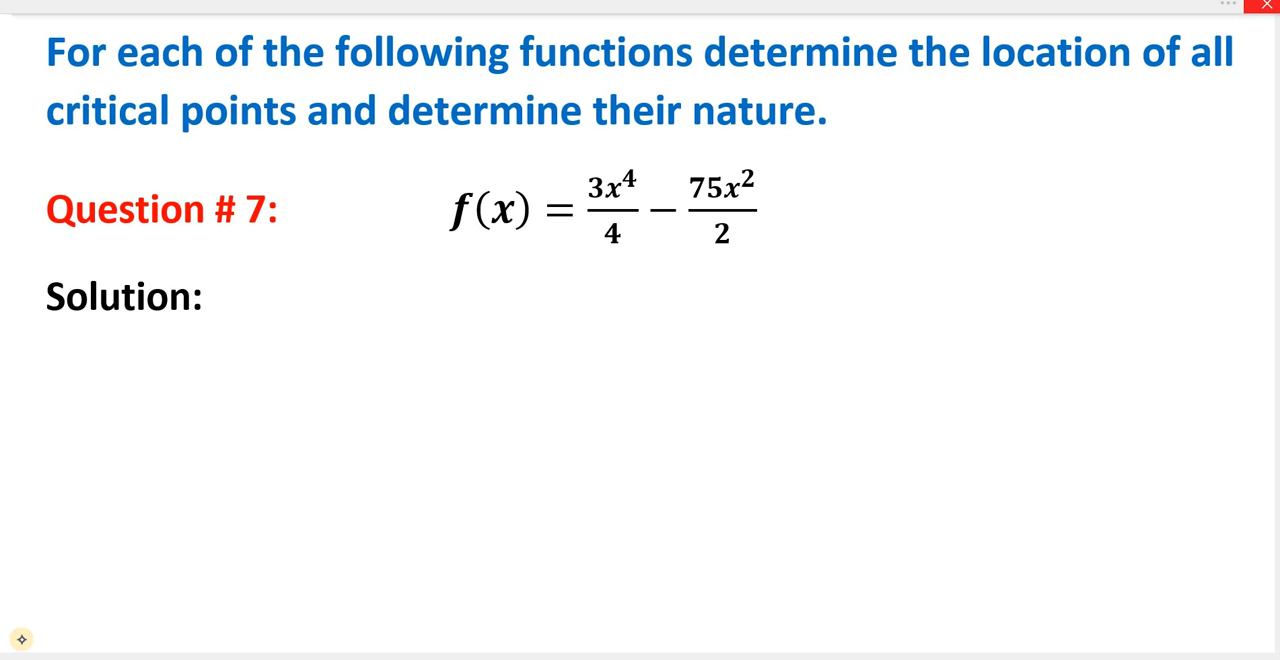 For each of the following functions determine the location of all
critical points and determine their nature.
Question # 7: f(x) = 3x⁴/4 − 75x²/2
Solution: